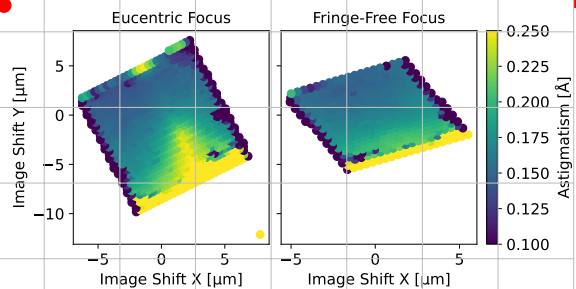 Eucentric Focus
Fringe-Free Focus
Image Shift Y [μm]
5
0
−5
−10
−5
0
5
Image Shift X [μm]
−5
0
5
Image Shift X [μm]
0.250
0.225
0.200
0.175
0.150
0.125
0.100
Astigmatism [Å]